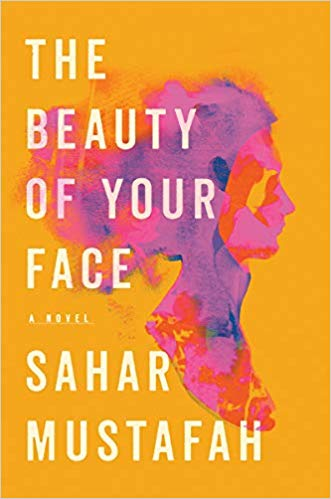 THE
BEAUTY
OF YOUR
FACE
A NOVEL
SAHAR
MUSTAFAH